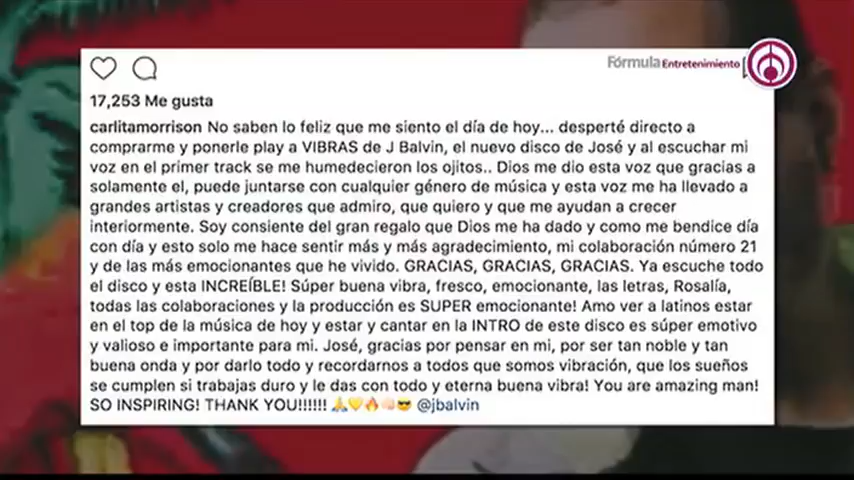 Fórmula Entretenimiento
17,253 Me gusta
carlitamorrison No saben lo feliz que me siento el día de hoy... desperté directo a
comprarme y ponerle play a VIBRAS de J Balvin, el nuevo disco de José y al escuchar mi
voz en el primer track se me humedecieron los ojitos.. Dios me dio esta voz que gracias a
solamente el, puede juntarse con cualquier género de música y esta voz me ha llevado a
grandes artistas y creadores que admiro, que quiero y que me ayudan a crecer
interiormente. Soy consiente del gran regalo que Dios me ha dado y como me bendice día
con día y esto solo me hace sentir más y más agradecimiento, mi colaboración número 21
y de las más emocionantes que he vivido. GRACIAS, GRACIAS, GRACIAS. Ya escuche todo
el disco y esta INCREÍBLE! Súper buena vibra, fresco, emocionante, las letras, Rosalía,
todas las colaboraciones y la producción es SUPER emocionante! Amo ver a latinos estar
en el top de la música de hoy y estar y cantar en la INTRO de este disco es súper emotivo
y valioso e importante para mi. José, gracias por pensar en mi, por ser tan noble y tan
buena onda y por darlo todo y recordarnos a todos que somos vibración, que los sueños
se cumplen si trabajas duro y le das con todo y eterna buena vibra! You are amazing man!
SO INSPIRING! THANK YOU!!!!!! 🙏💛🔥👊🏻😎 @jbalvin